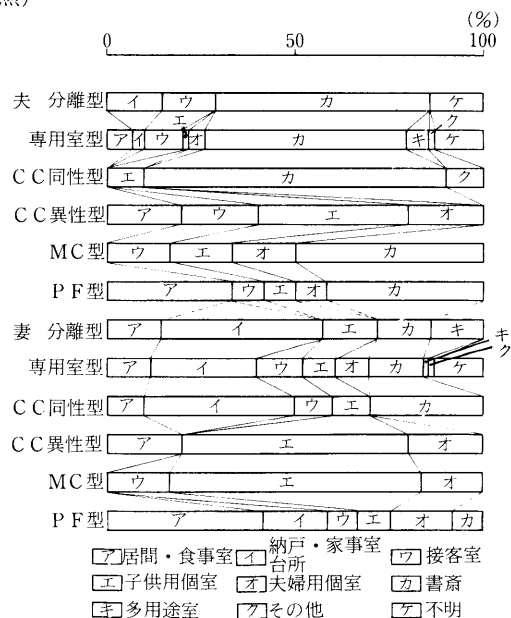 (%)
0 50 100
夫 分離型 イ ウ カ ケ
エ ク
専用室型 ア イ ウ オ カ キ ケ
CC同性型 エ カ ク
CC異性型 ア ウ エ オ
MC型 ウ エ オ カ
PF型 ア ウ エ オ カ
妻 分離型 ア イ エ カ キ
キ
ク
専用室型 ア イ ウ エ オ カ ケ
CC同性型 ア イ ウ エ カ
CC異性型 ア エ オ
MC型 ウ エ オ
PF型 ア イ ウ エ オ カ
ア 居間・食事室 イ 納戸・家事室 台所 ウ 接客室
エ 子供用個室 オ 夫婦用個室 カ 書斎
キ 多用途室 ク その他 ケ 不明